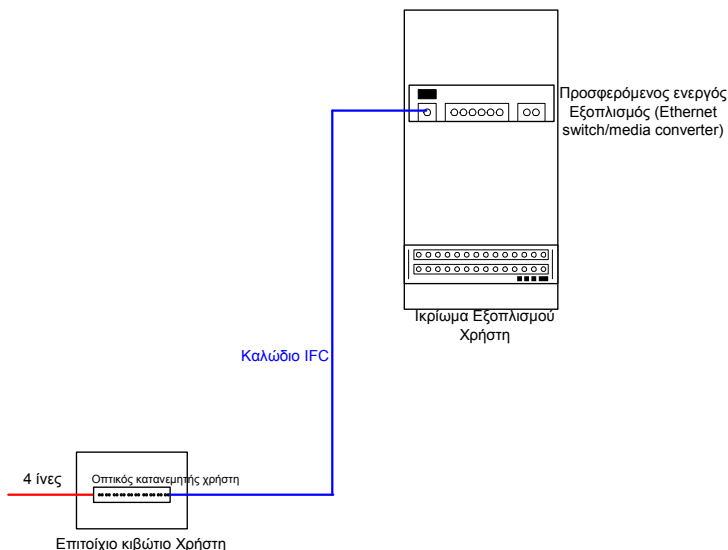 Προσφερόμενος ενεργός
Εξοπλισμός (Ethernet
switch/media converter)
Ικρίωμα Εξοπλισμού
Χρήστη
Καλώδιο IFC
4 ίνες
Οπτικός κατανεμητής χρήστη
Επιτοίχιο κιβώτιο Χρήστη